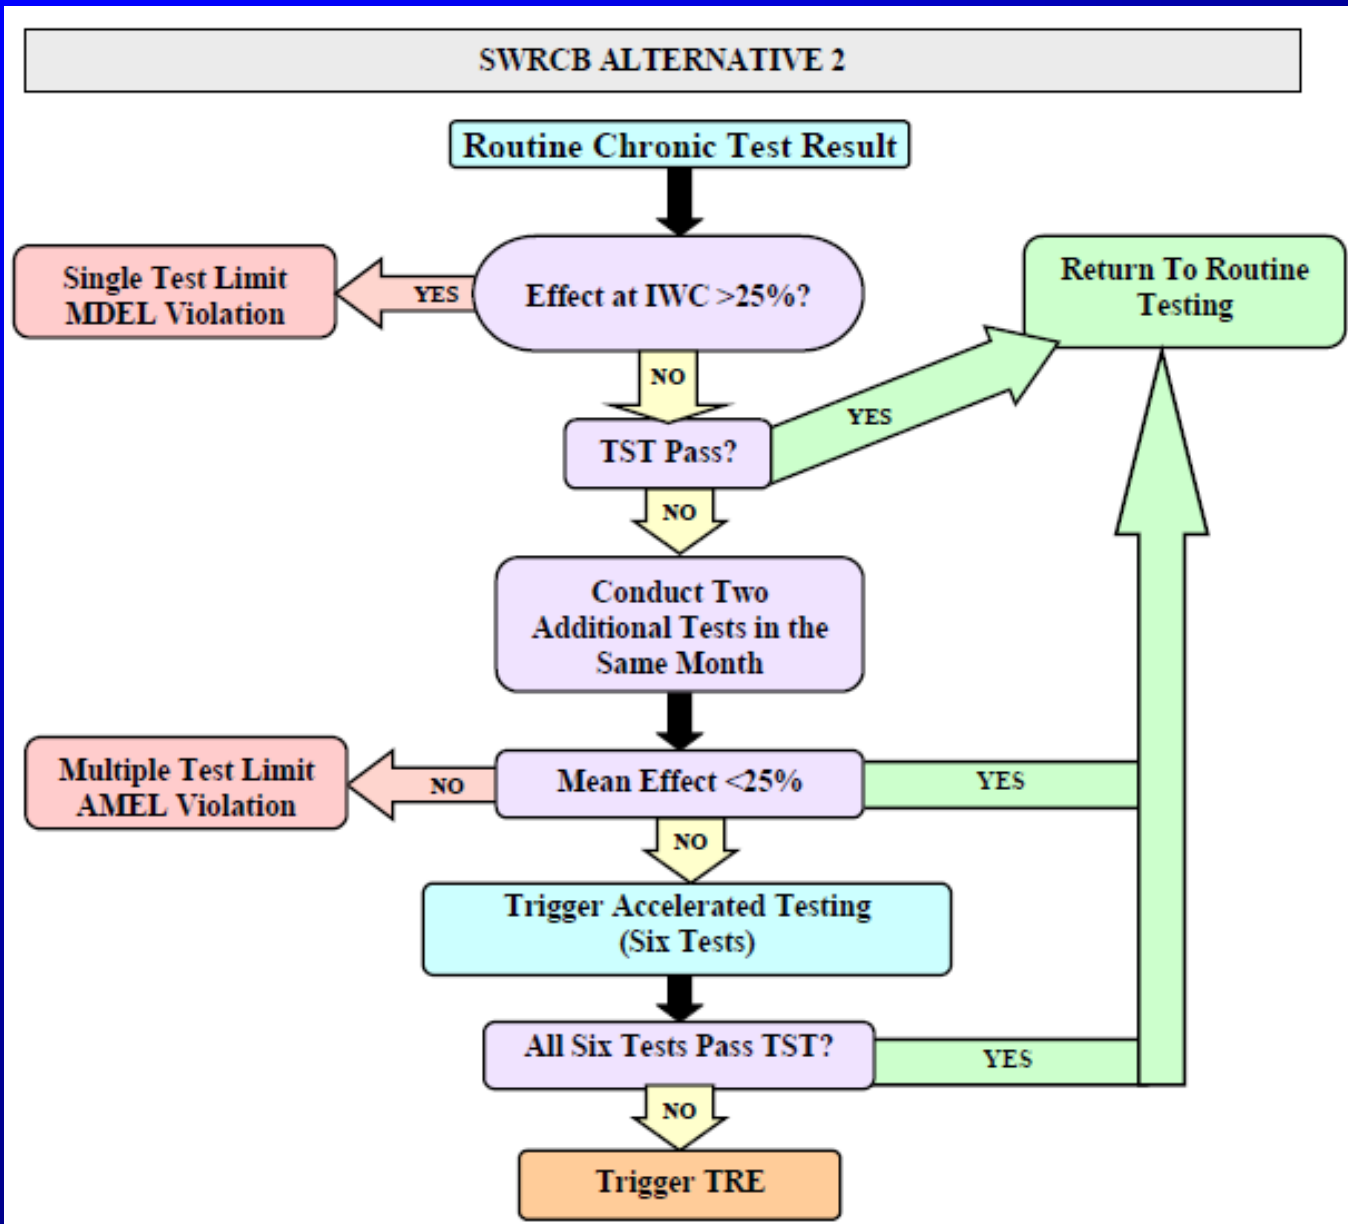 SWRCB ALTERNATIVE 2
Routine Chronic Test Result
Single Test Limit
MDEL Violation
YES
Effect at IWC >25%?
Return To Routine
Testing
NO
YES
TST Pass?
NO
Conduct Two
Additional Tests in the
Same Month
Multiple Test Limit
AMEL Violation
NO
Mean Effect <25%
YES
NO
Trigger Accelerated Testing
(Six Tests)
All Six Tests Pass TST?
YES
NO
Trigger TRE